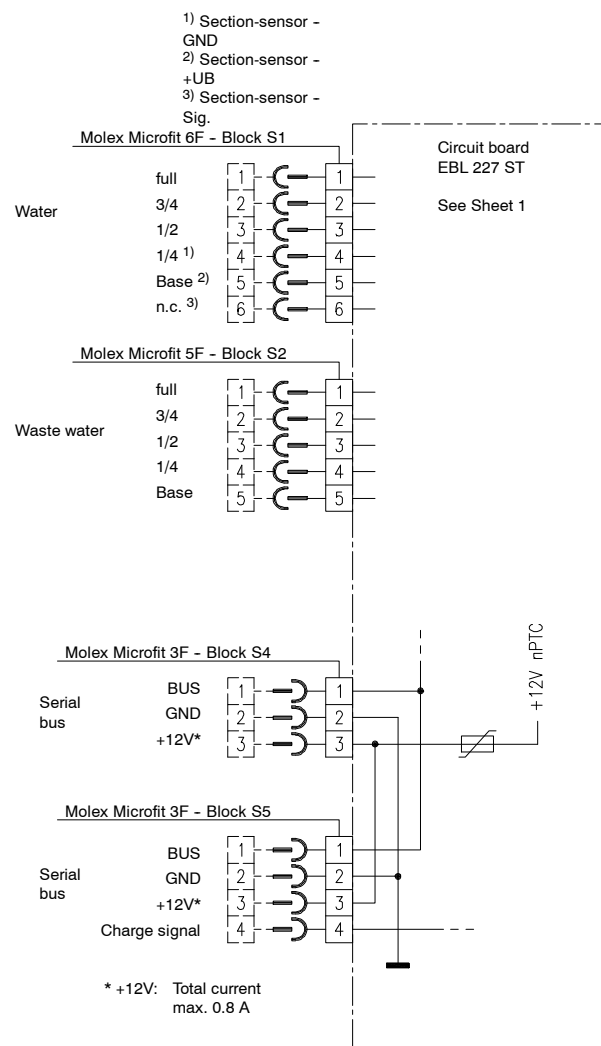 1) Section-sensor -
GND
2) Section-sensor -
+UB
3) Section-sensor -
Sig.
Molex Microfit 6F - Block S1
Circuit board
EBL 227 ST
See Sheet 1
Water
full 1 1
3/4 2 2
1/2 3 3
1/4 1) 4 4
Base 2) 5 5
n.c. 3) 6 6
Molex Microfit 5F - Block S2
Waste water
full 1 1
3/4 2 2
1/2 3 3
1/4 4 4
Base 5 5
+12V nPTC
Molex Microfit 3F - Block S4
Serial
bus
BUS 1 1
GND 2 2
+12V* 3 3
Molex Microfit 3F - Block S5
Serial
bus
BUS 1 1
GND 2 2
+12V* 3 3
Charge signal 4 4
* +12V: Total current
max. 0.8 A